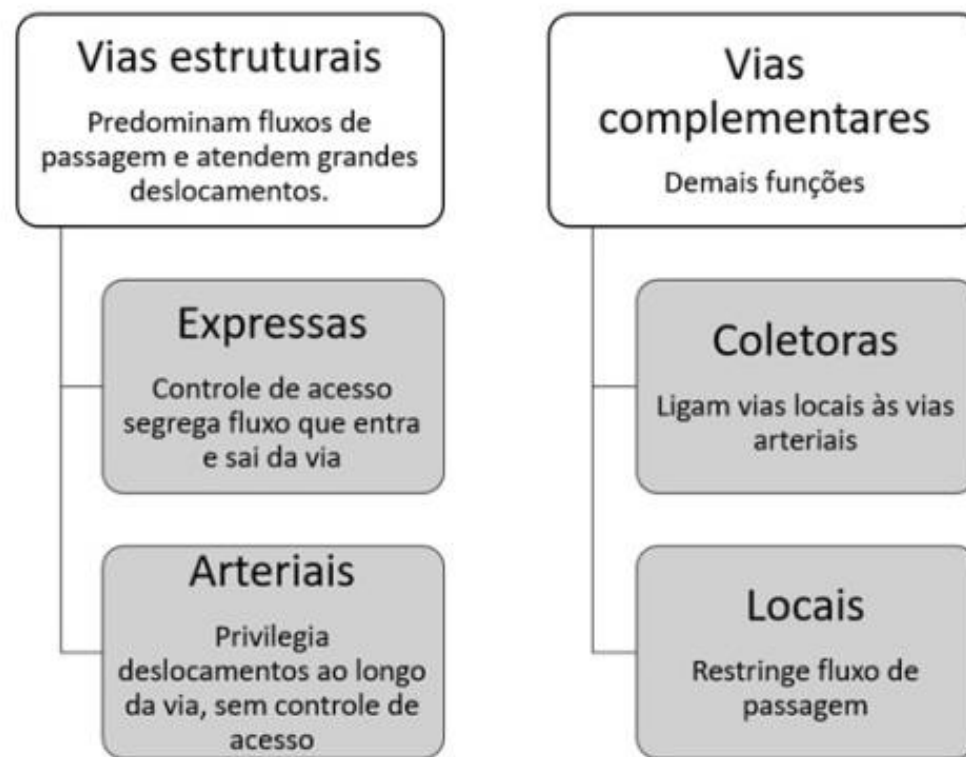 Vias estruturais
Predominam fluxos de
passagem e atendem grandes
deslocamentos.
Expressas
Controle de acesso
segrega fluxo que entra
e sai da via
Arteriais
Privilegia
deslocamentos ao longo
da via, sem controle de
acesso
Vias
complementares
Demais funções
Coletoras
Ligam vias locais às vias
arteriais
Locais
Restringe fluxo de
passagem